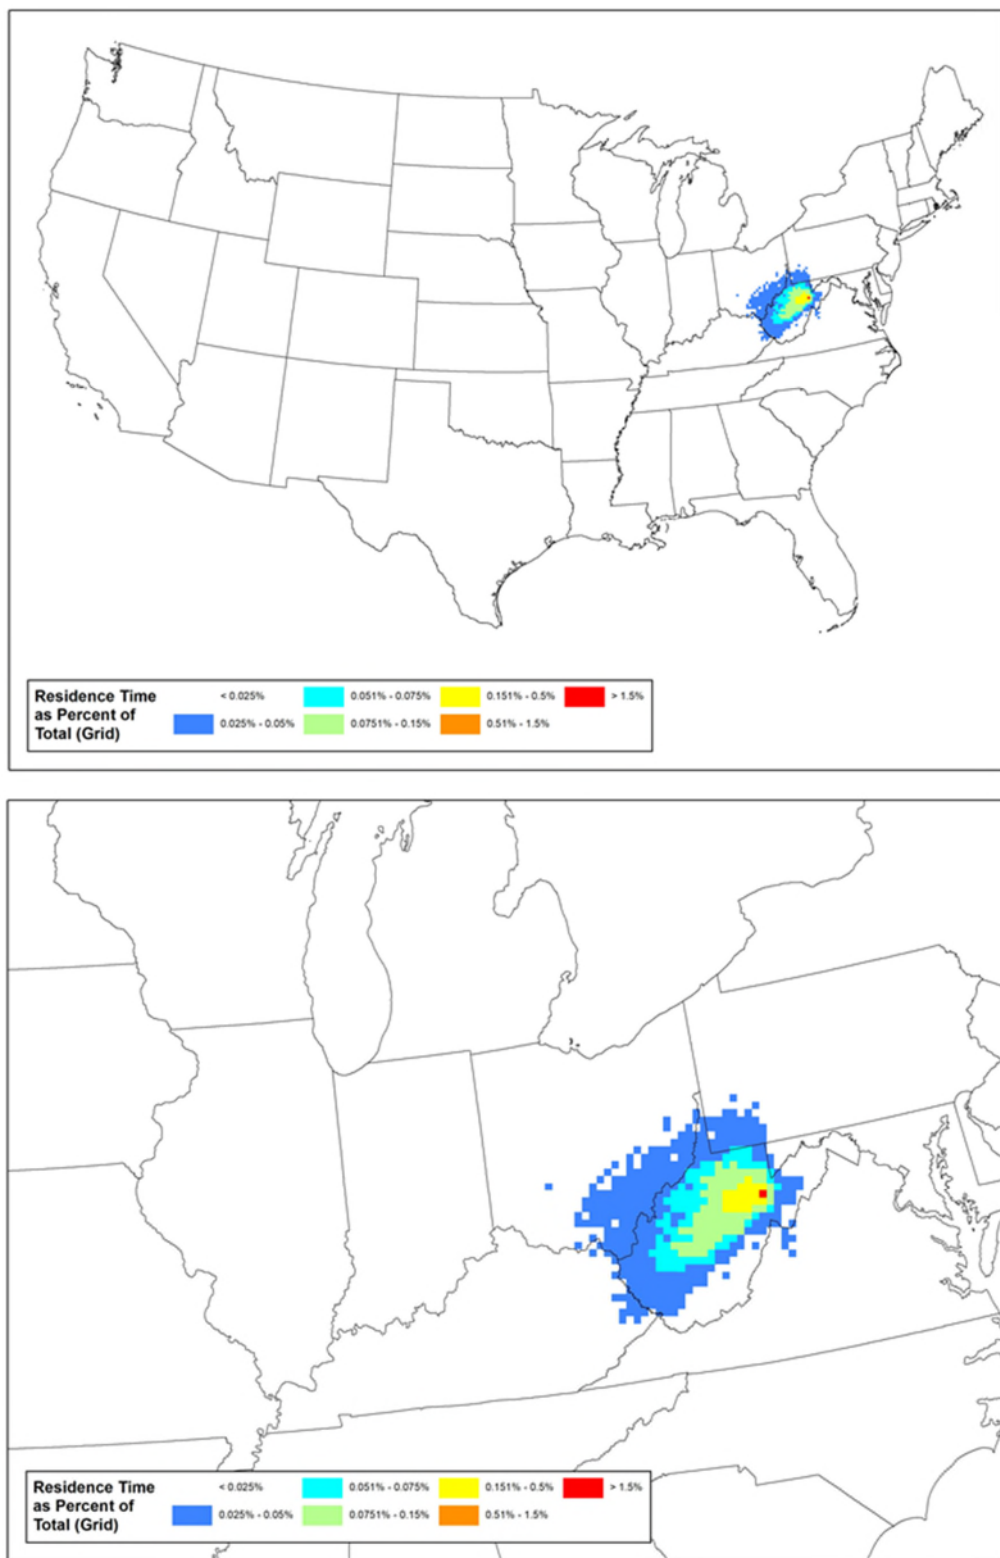 Residence Time
as Percent of
Total (Grid)
< 0.025%
0.051% - 0.075%
0.151% - 0.5%
> 1.5%
0.025% - 0.05%
0.0751% - 0.15%
0.51% - 1.5%
Residence Time
as Percent of
Total (Grid)
< 0.025%
0.051% - 0.075%
0.151% - 0.5%
> 1.5%
0.025% - 0.05%
0.0751% - 0.15%
0.51% - 1.5%